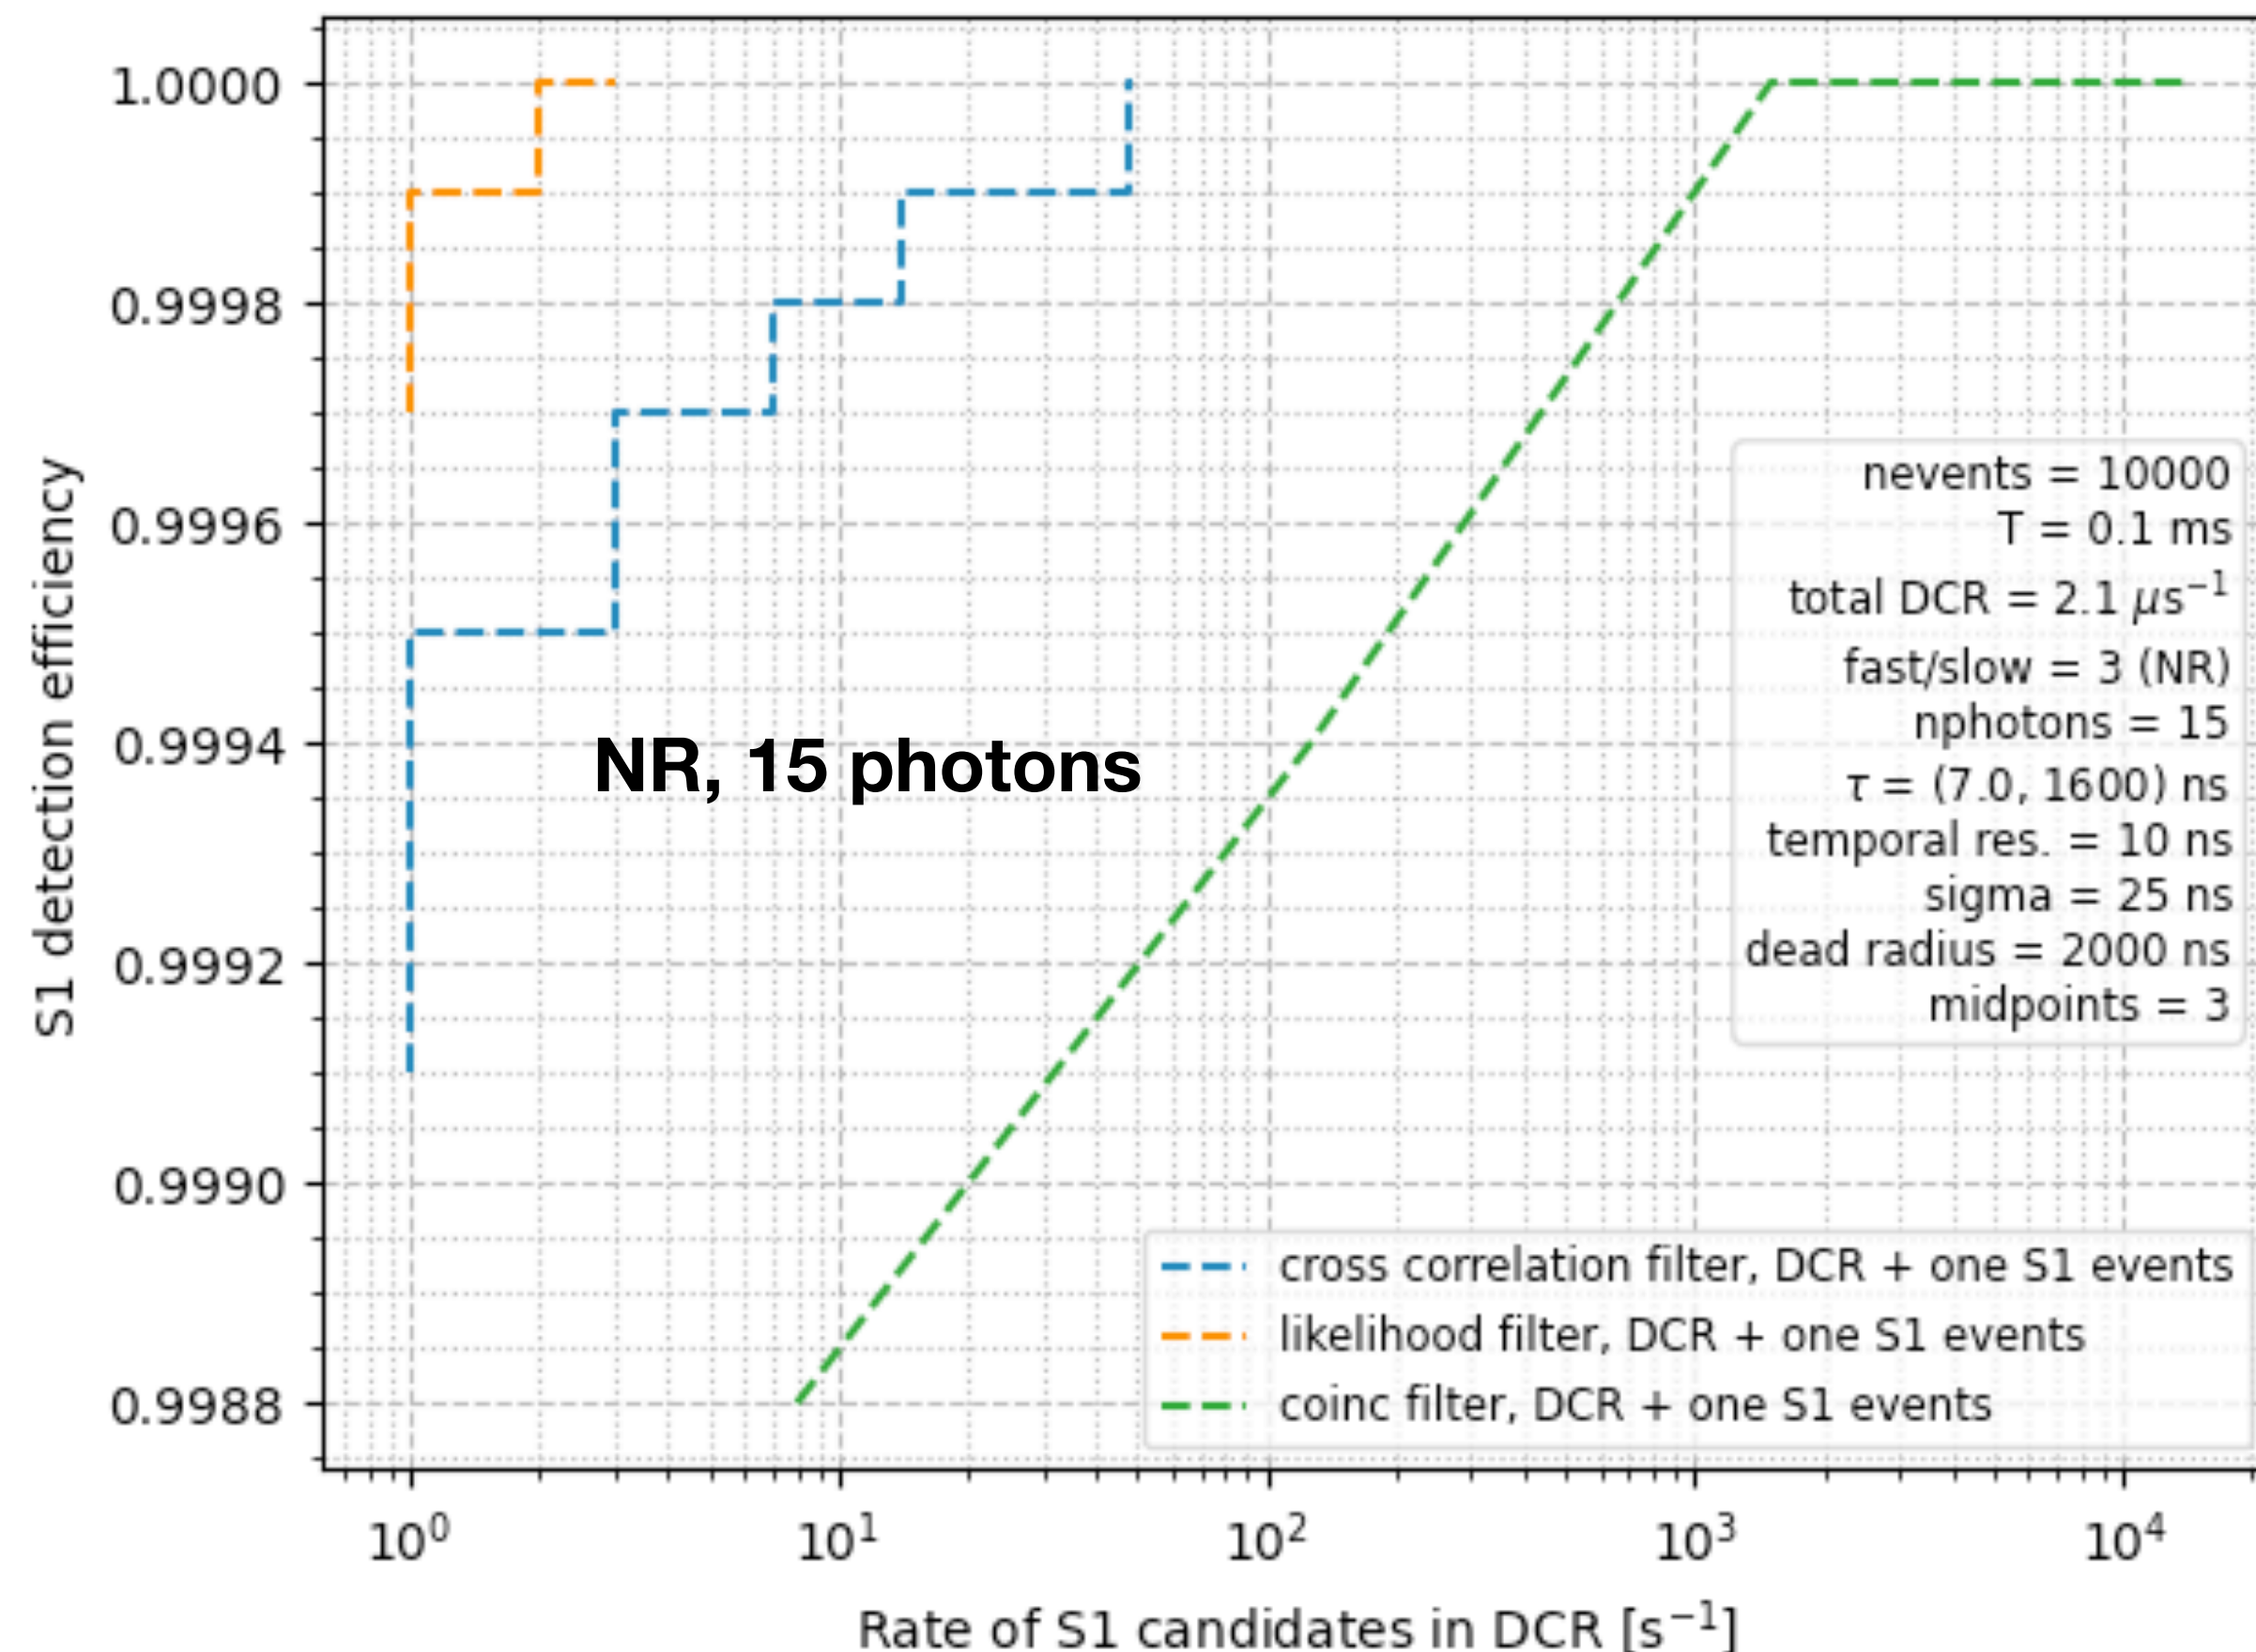 1.0000
0.9998
0.9996
0.9994
0.9992
0.9990
0.9988
S1 detection efficiency
NR, 15 photons
nevents = 10000
T = 0.1 ms
total DCR = 2.1 μs⁻¹
fast/slow = 3 (NR)
nphotons = 15
τ = (7.0, 1600) ns
temporal res. = 10 ns
sigma = 25 ns
dead radius = 2000 ns
midpoints = 3
cross correlation filter, DCR + one S1 events
likelihood filter, DCR + one S1 events
coinc filter, DCR + one S1 events
10⁰ 10¹ 10² 10³ 10⁴
Rate of S1 candidates in DCR [s⁻¹]